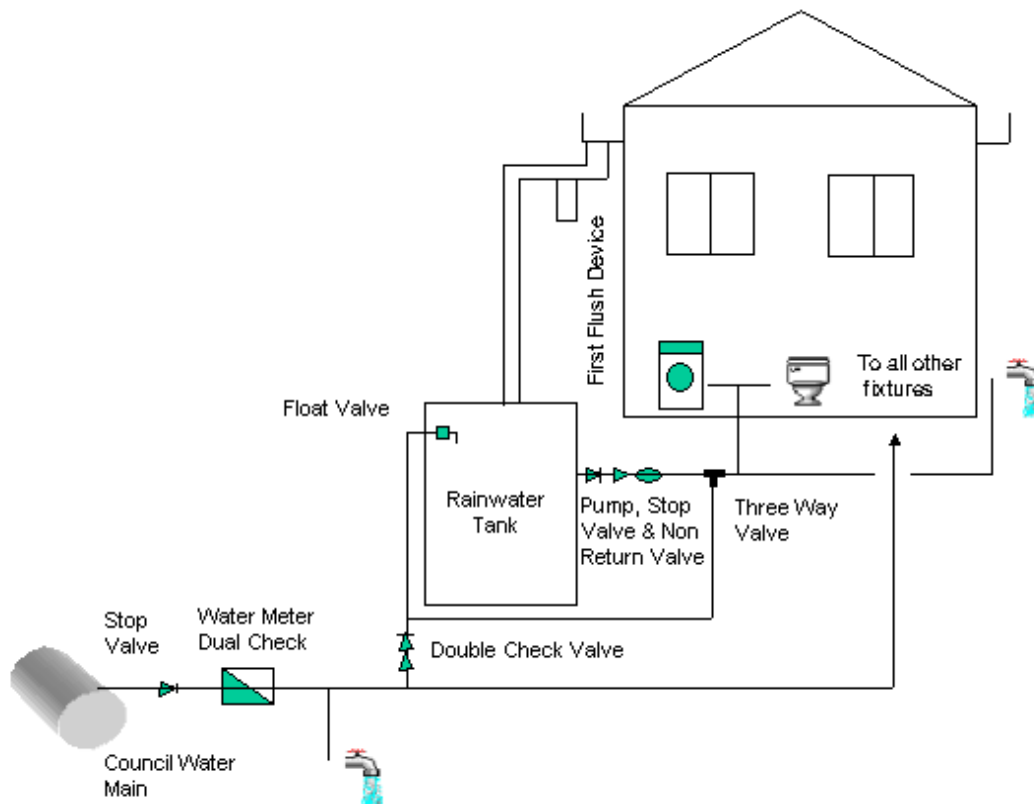 First Flush Device
To all other
fixtures
Float Valve
Rainwater
Tank
Pump, Stop
Valve & Non
Return Valve
Three Way
Valve
Stop
Valve
Water Meter
Dual Check
Double Check Valve
Council Water
Main